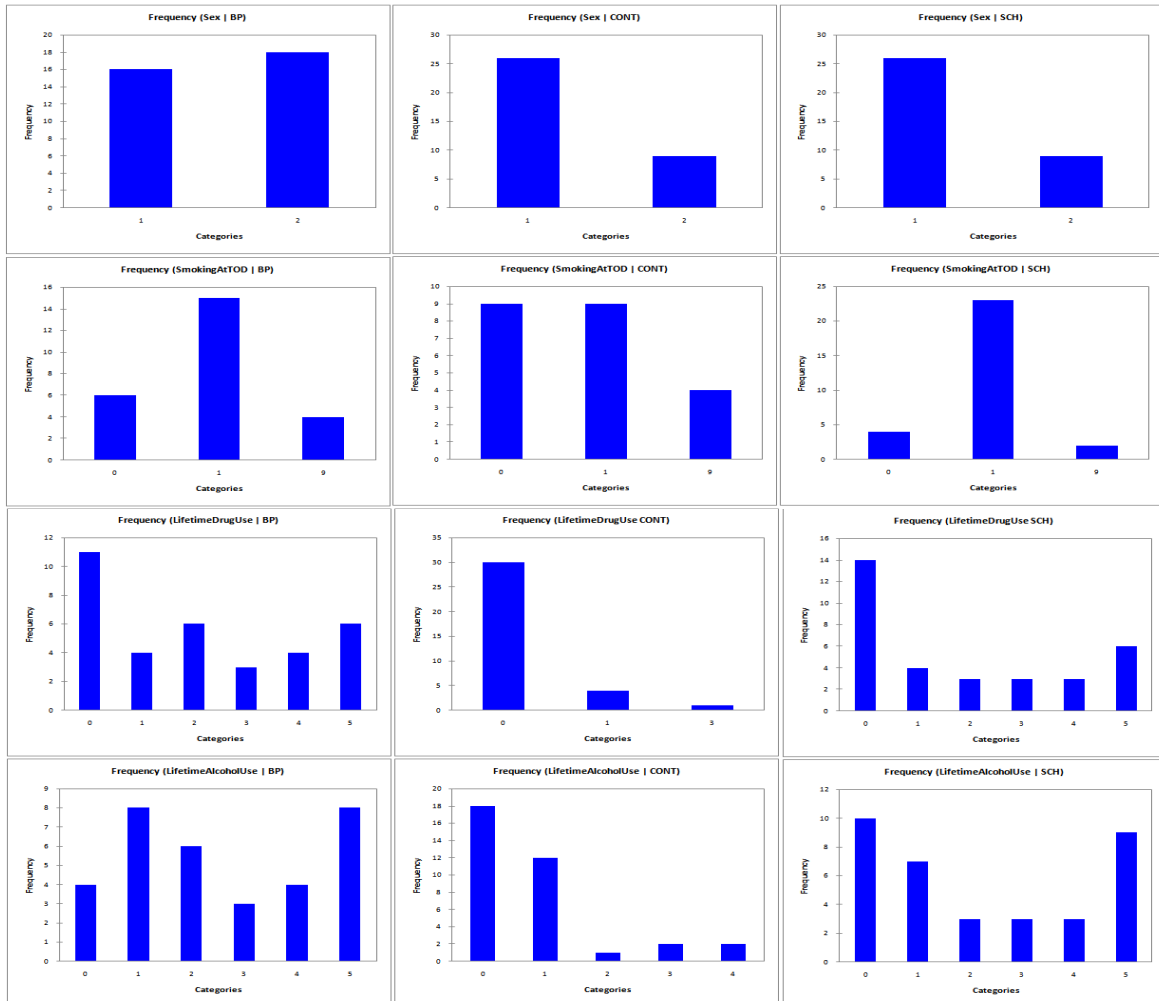 Frequency (Sex | BP)
20
18
16
14
12
10
8
6
4
2
0
Frequency
1 2
Categories
Frequency (Sex | CONT)
30
25
20
15
10
5
0
Frequency
1 2
Categories
Frequency (Sex | SCH)
30
25
20
15
10
5
0
Frequency
1 2
Categories
Frequency (SmokingAtTOD | BP)
16
14
12
10
8
6
4
2
0
Frequency
0 1 9
Categories
Frequency (SmokingAtTOD | CONT)
10
9
8
7
6
5
4
3
2
1
0
Frequency
0 1 9
Categories
Frequency (SmokingAtTOD | SCH)
25
20
15
10
5
0
Frequency
0 1 9
Categories
Frequency (LifetimeDrugUse | BP)
12
10
8
6
4
2
0
Frequency
0 1 2 3 4 5
Categories
Frequency (LifetimeDrugUse CONT)
35
30
25
20
15
10
5
0
Frequency
0 1 3
Categories
Frequency (LifetimeDrugUse SCH)
16
14
12
10
8
6
4
2
0
Frequency
0 1 2 3 4 5
Categories
Frequency (LifetimeAlcoholUse | BP)
9
8
7
6
5
4
3
2
1
0
Frequency
0 1 2 3 4 5
Categories
Frequency (LifetimeAlcoholUse | CONT)
20
18
16
14
12
10
8
6
4
2
0
Frequency
0 1 2 3 4
Categories
Frequency (LifetimeAlcoholUse | SCH)
12
10
8
6
4
2
0
Frequency
0 1 2 3 4 5
Categories